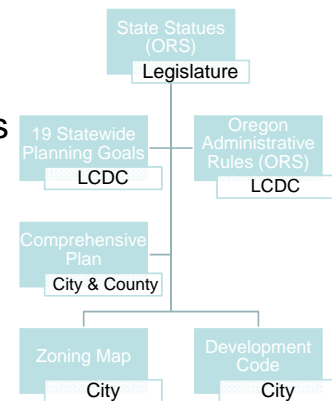 State Statues
(ORS)
Legislature
s
19 Statewide
Planning Goals
LCDC
Oregon
Administrative
Rules (ORS)
LCDC
Comprehensive
Plan
City & County
Zoning Map
City
Development
Code
City